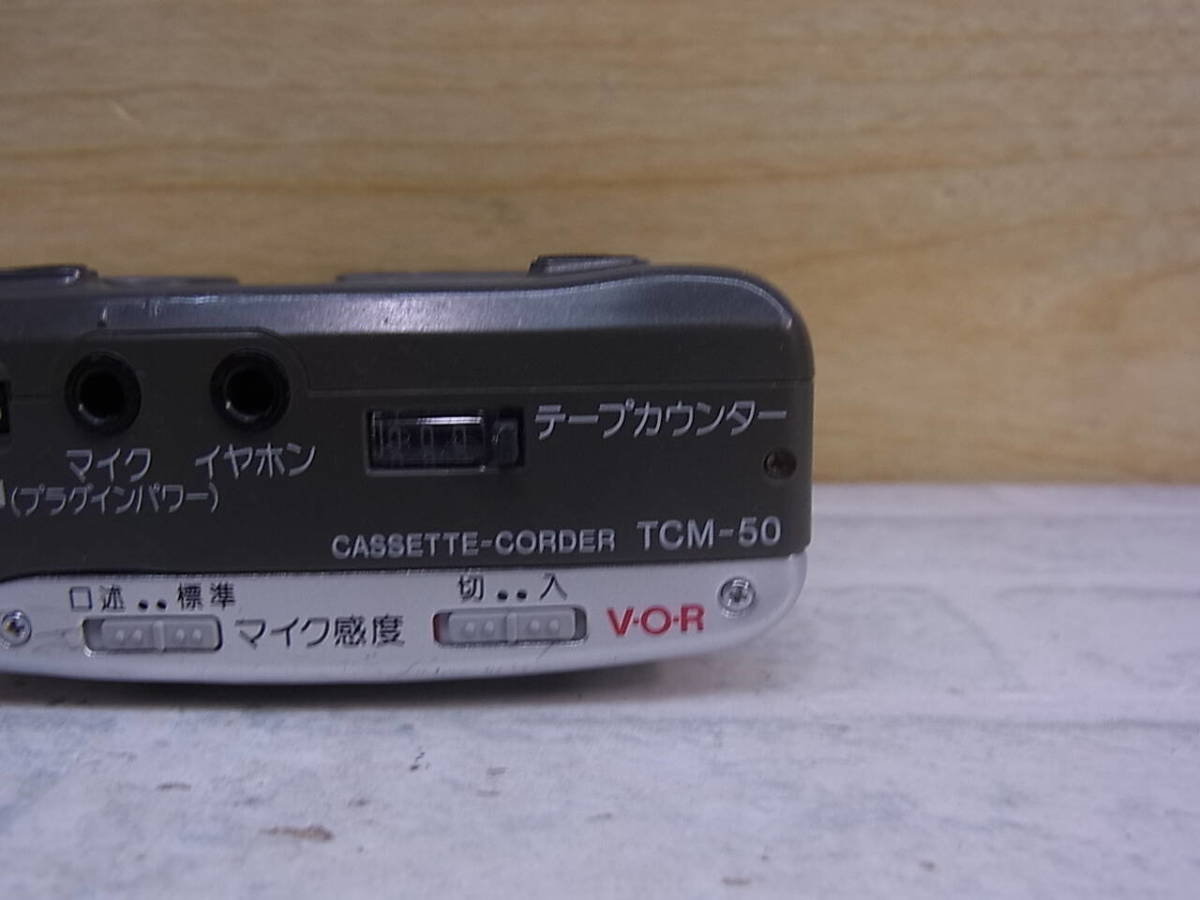 テープカウンター
マイク イヤホン
(プラグインパワー)
CASSETTE-CORDER TCM-50
口述 •• 標準 マイク感度
切 •• 入 V•O•R